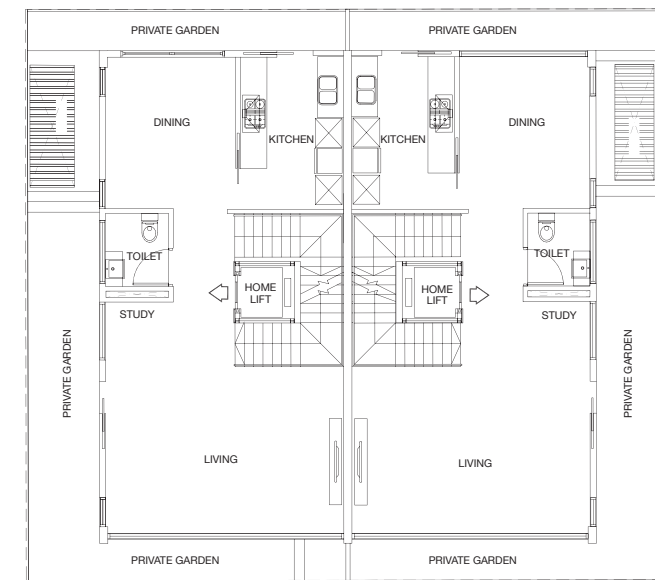 PRIVATE GARDEN
PRIVATE GARDEN
DINING
DINING
KITCHEN
KITCHEN
TOILET
TOILET
HOME
LIFT
HOME
LIFT
STUDY
STUDY
PRIVATE GARDEN
PRIVATE GARDEN
LIVING
LIVING
PRIVATE GARDEN
PRIVATE GARDEN